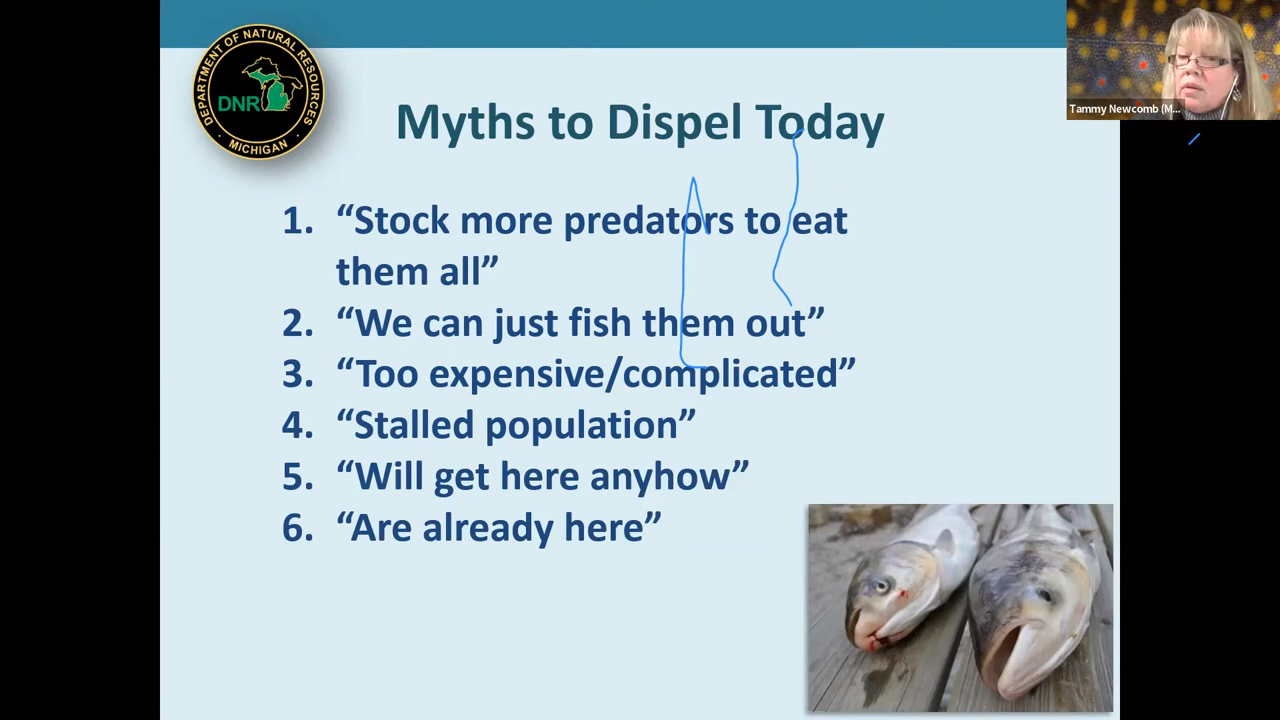 DEPARTMENT OF NATURAL RESOURCES
DNR
· MICHIGAN ·
Tammy Newcomb (M...
Myths to Dispel Today
1. “Stock more predators to eat
them all”
2. “We can just fish them out”
3. “Too expensive/complicated”
4. “Stalled population”
5. “Will get here anyhow”
6. “Are already here”